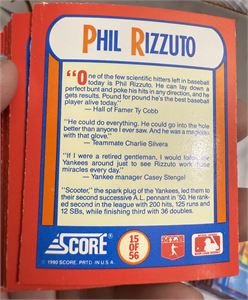 PHIL RIZZUTO
"One of the few scientific hitters left in baseball
today is Phil Rizzuto. He can lay down a
perfect bunt and poke his hits in any direction, and he
gets results. Pound for pound he's the best baseball
player alive today."
— Hall of Famer Ty Cobb
"He could do everything. He could go into the hole
better than anyone I ever saw. And he was a magician
with that glove."
— Teammate Charlie Silvera
"If I were a retired gentleman, I would follow the
Yankees around just to see Rizzuto work those
miracles every day."
— Yankee manager Casey Stengel
"Scooter," the spark plug of the Yankees, led them to
their second successive A.L. pennant in '50. He ranked
second in the league with 200 hits, 125 runs and
12 SBs, while finishing third with 36 doubles.
SCORE
15
OF
56
© 1990 SCORE, PRTD. IN U.S.A.